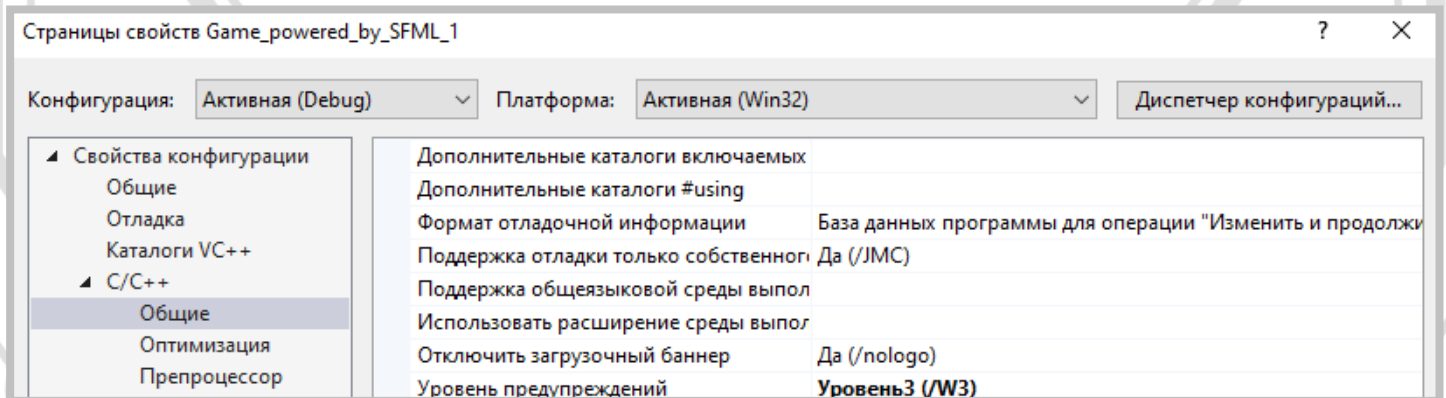 Страницы свойств Game_powered_by_SFML_1 ?
Конфигурация: Активная (Debug) Платформа: Активная (Win32) Диспетчер конфигураций...
Свойства конфигурации
Общие
Отладка
Каталоги VC++
C/C++
Общие
Оптимизация
Препроцессор
Дополнительные каталоги включаемых
Дополнительные каталоги #using
Формат отладочной информации База данных программы для операции "Изменить и продолжи
Поддержка отладки только собственног Да (/JMC)
Поддержка общеязыковой среды выпол
Использовать расширение среды выпол
Отключить загрузочный баннер Да (/nologo)
Уровень предупреждений Уровень3 (/W3)